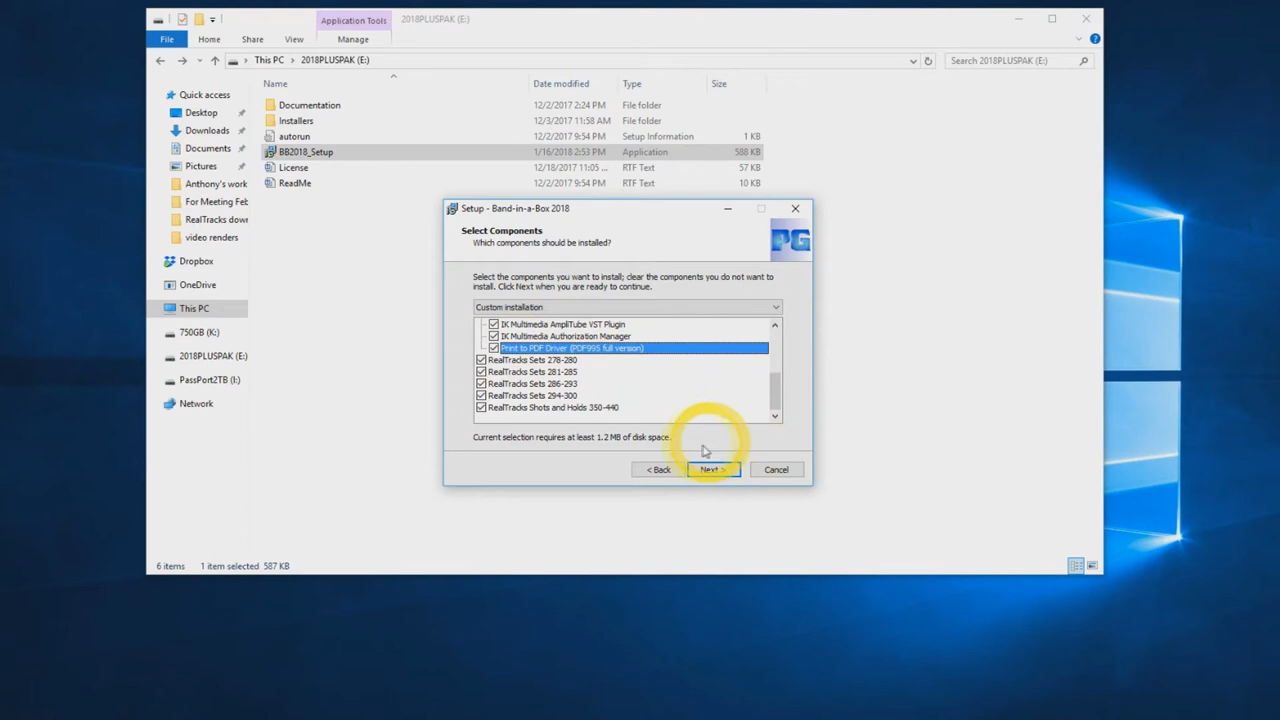 Application Tools
2018PLUSPAK (E:)
File
Home
Share
View
Manage
This PC
2018PLUSPAK (E:)
Search 2018PLUSPAK (E:)
Name
Date modified
Type
Size
Quick access
Desktop
Downloads
Documents
Pictures
Anthony's work
For Meeting Feb
RealTracks down
video renders
Dropbox
OneDrive
This PC
750GB (K:)
2018PLUSPAK (E:)
PassPort2TB (I:)
Network
Documentation 12/2/2017 2:24 PM File folder
Installers 12/3/2017 11:58 AM File folder
autorun 12/2/2017 9:54 PM Setup Information 1 KB
BB2018_Setup 1/16/2018 2:53 PM Application 588 KB
License 12/18/2017 11:05 ... RTF Text 57 KB
ReadMe 12/2/2017 9:54 PM RTF Text 10 KB
Setup - Band-in-a-Box 2018
Select Components
Which components should be installed?
PG
Select the components you want to install; clear the components you do not want to
install. Click Next when you are ready to continue.
Custom installation
IK Multimedia AmpliTube VST Plugin
IK Multimedia Authorization Manager
Print to PDF Driver (PDF995 full version)
RealTracks Sets 278-280
RealTracks Sets 281-285
RealTracks Sets 286-293
RealTracks Sets 294-300
RealTracks Shots and Holds 350-440
Current selection requires at least 1.2 MB of disk space.
< Back
Next >
Cancel
6 items
1 item selected 587 KB